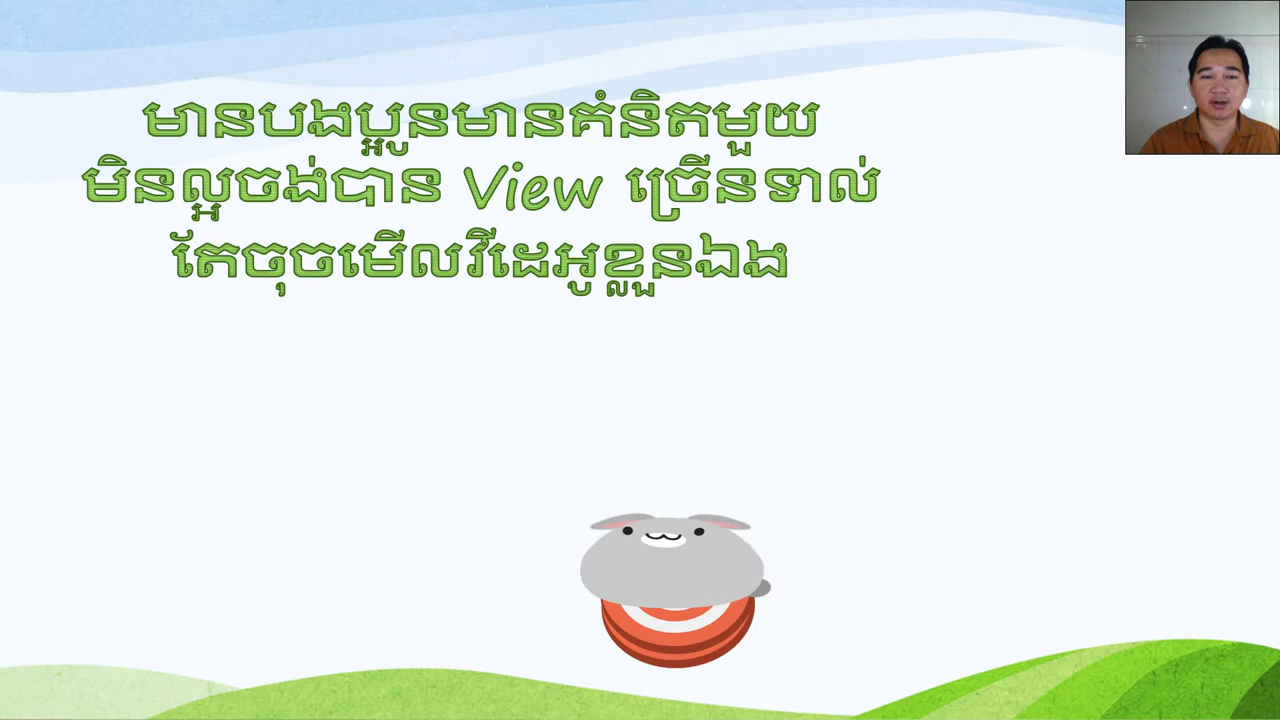 មានបងប្អូនមានគំនិតមួយ
មិនល្អចង់បាន View ច្រើនទាល់
តែចុចមើលវីដេអូខ្លួនឯង